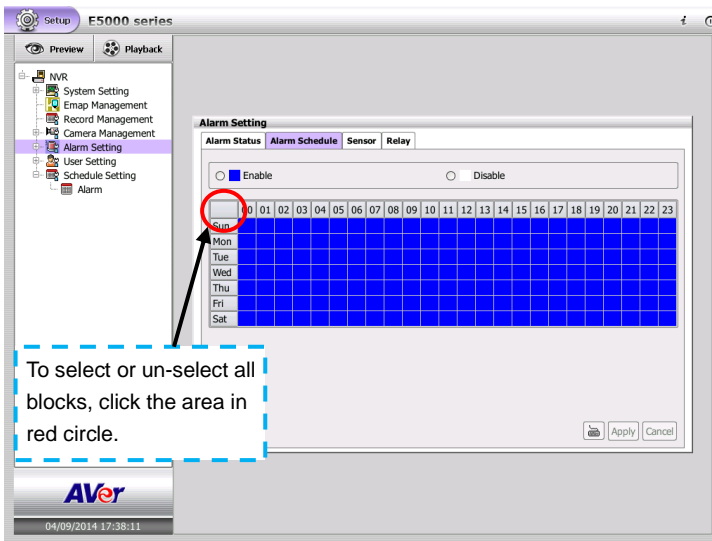 Setup E5000 series i
Preview Playback
NVR
System Setting
Emap Management
Record Management
Camera Management
Alarm Setting
User Setting
Schedule Setting
Alarm
Alarm Setting
Alarm Status Alarm Schedule Sensor Relay
Enable Disable
00 01 02 03 04 05 06 07 08 09 10 11 12 13 14 15 16 17 18 19 20 21 22 23
Sun
Mon
Tue
Wed
Thu
Fri
Sat
To select or un-select all
blocks, click the area in
red circle.
Apply Cancel
AVer
04/09/2014 17:38:11